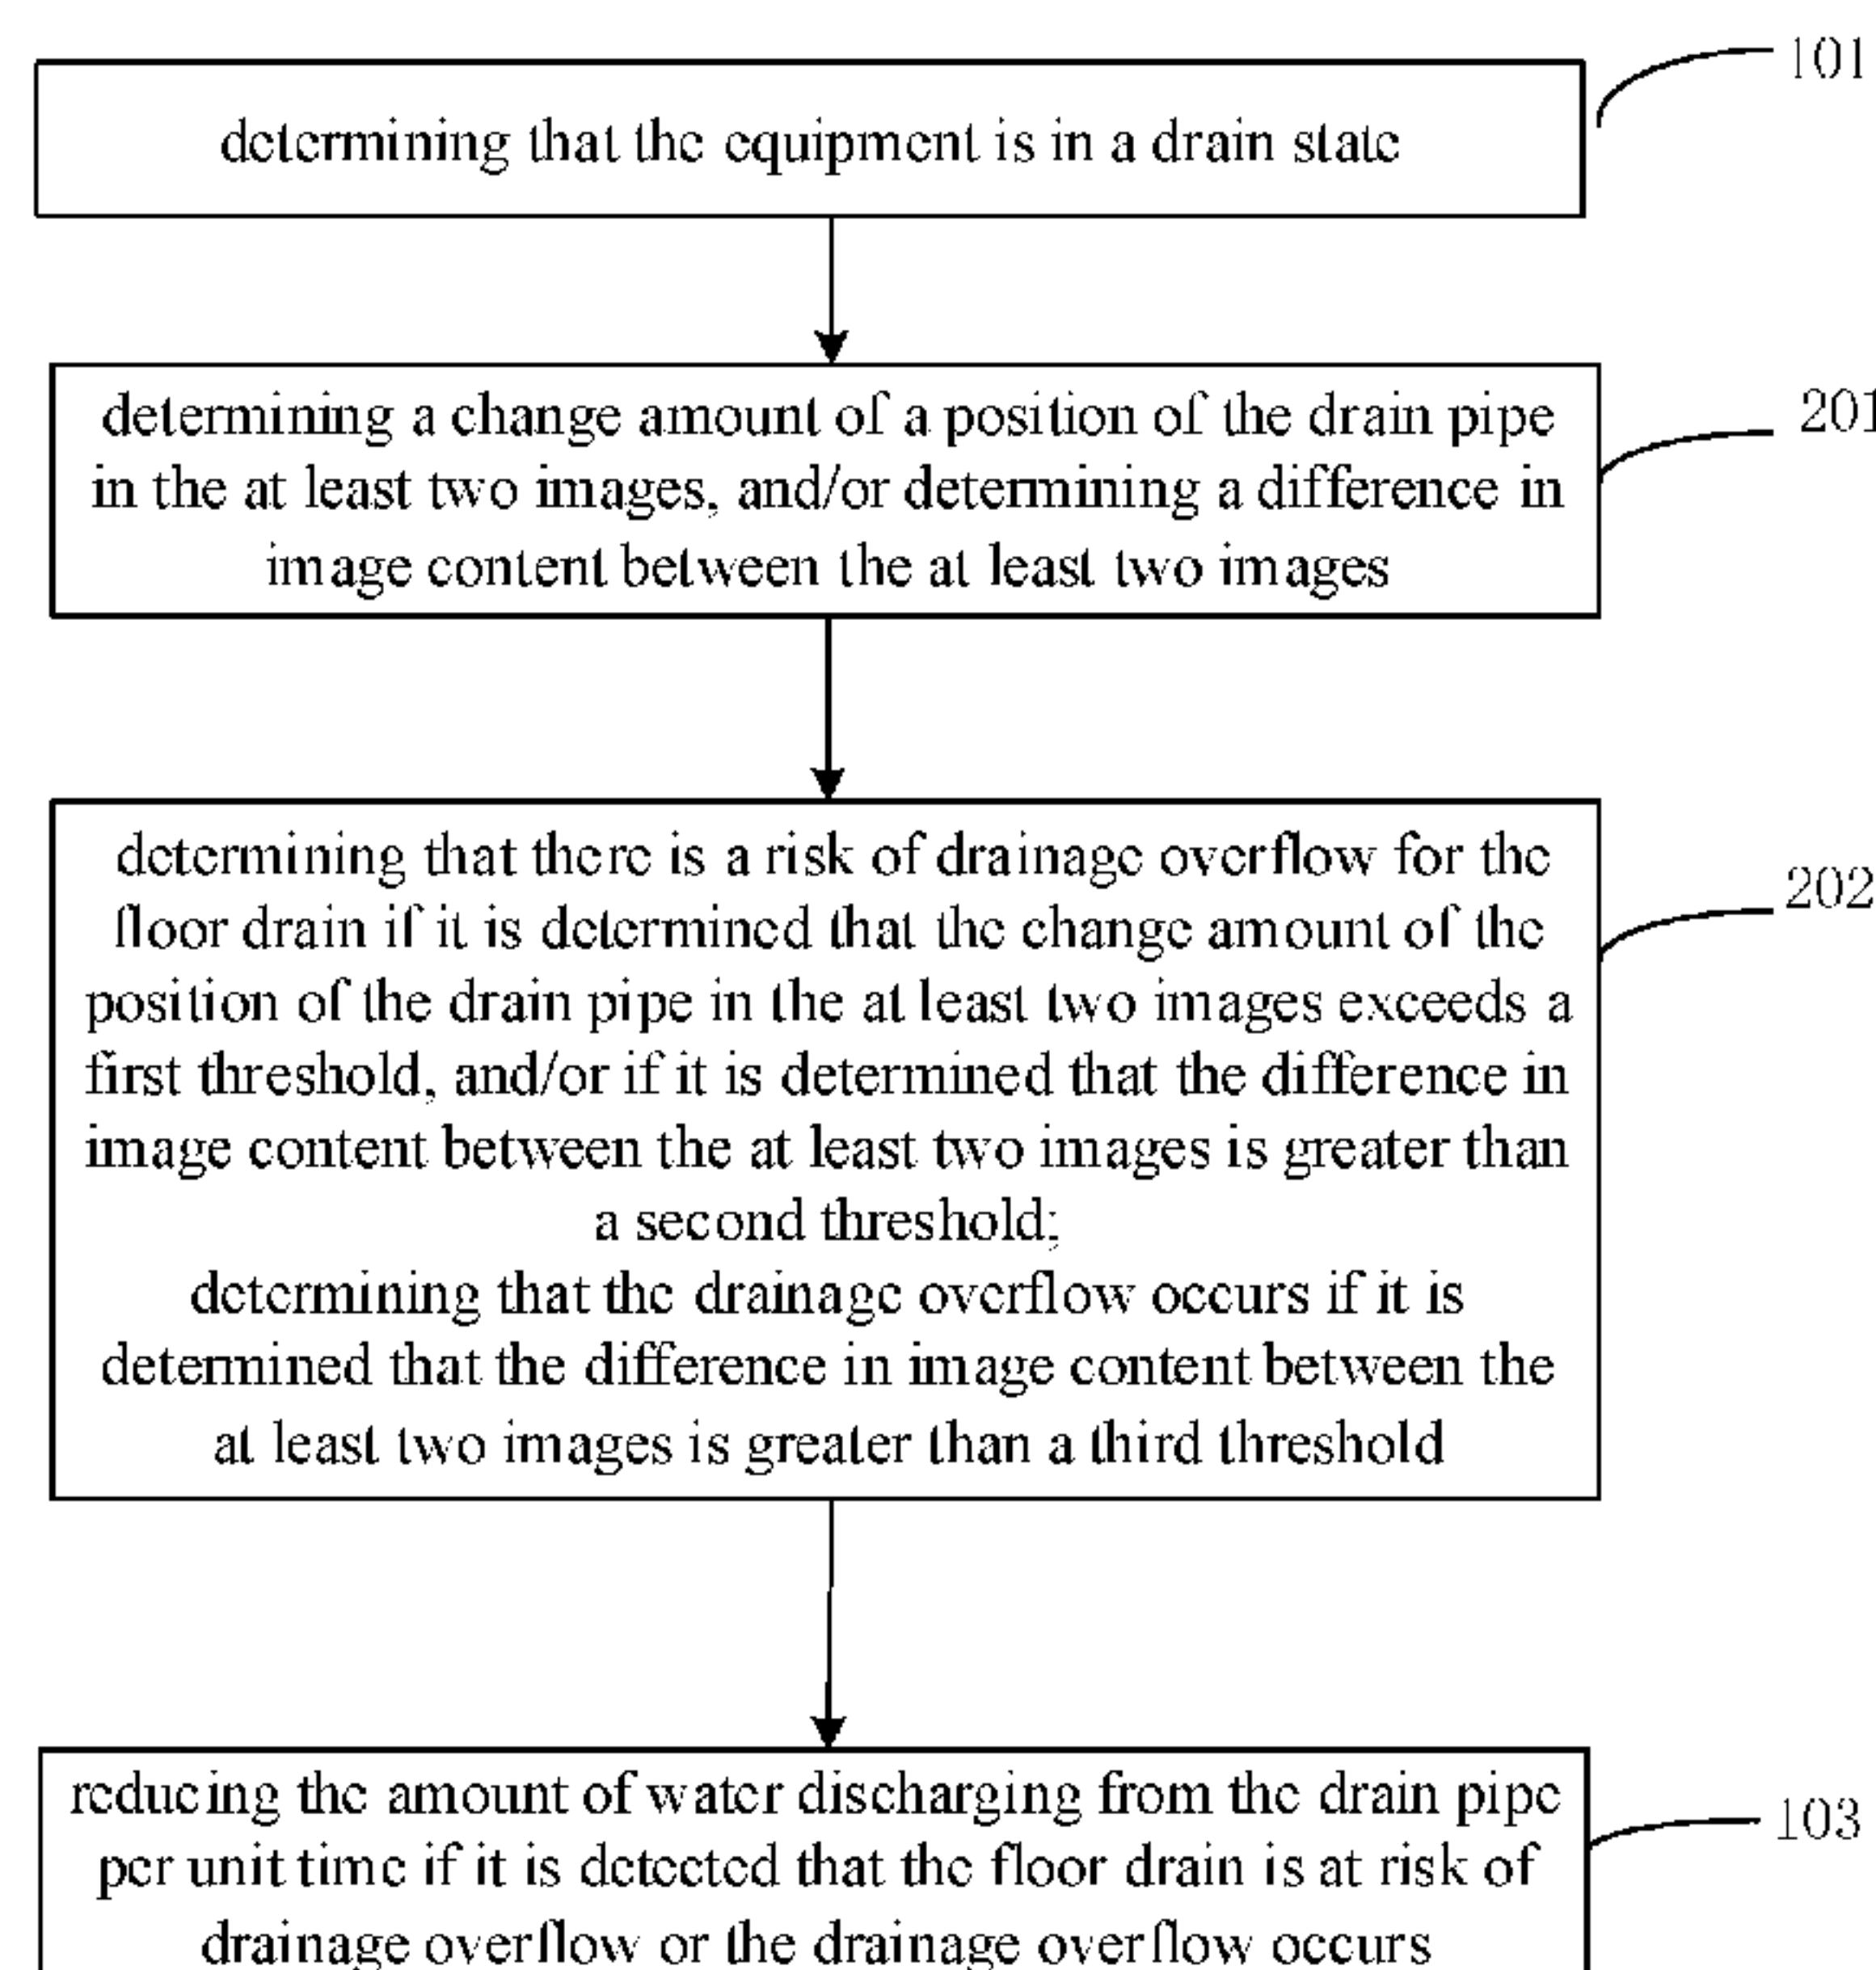 101
determining that the equipment is in a drain state
determining a change amount of a position of the drain pipe
in the at least two images, and/or determining a difference in
image content between the at least two images
201
determining that there is a risk of drainage overflow for the
floor drain if it is determined that the change amount of the
position of the drain pipe in the at least two images exceeds a
first threshold, and/or if it is determined that the difference in
image content between the at least two images is greater than
a second threshold;
determining that the drainage overflow occurs if it is
determined that the difference in image content between the
at least two images is greater than a third threshold
202
reducing the amount of water discharging from the drain pipe
per unit time if it is detected that the floor drain is at risk of
drainage overflow or the drainage overflow occurs
103